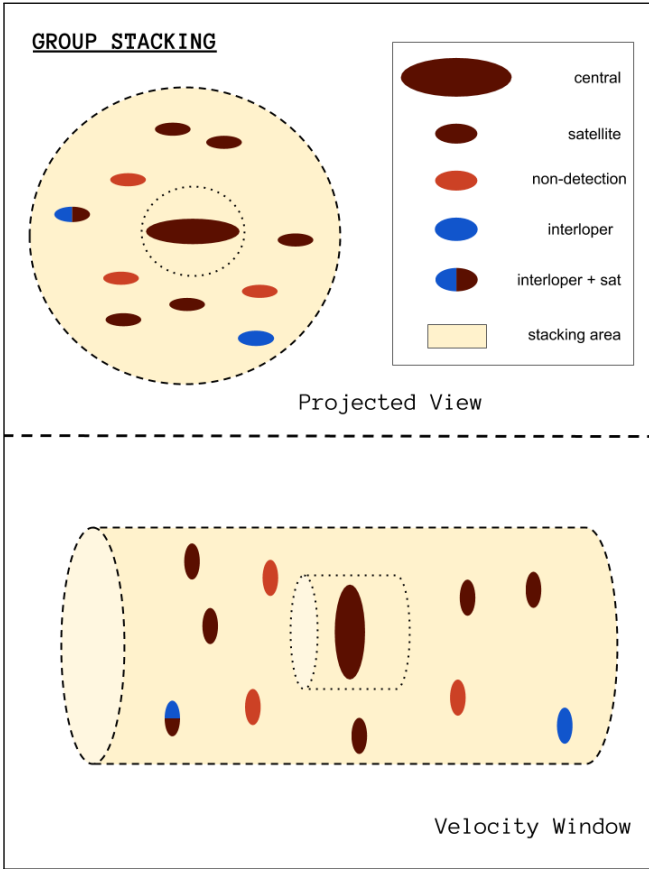 GROUP STACKING
central
satellite
non-detection
interloper
interloper + sat
stacking area
Projected View
Velocity Window